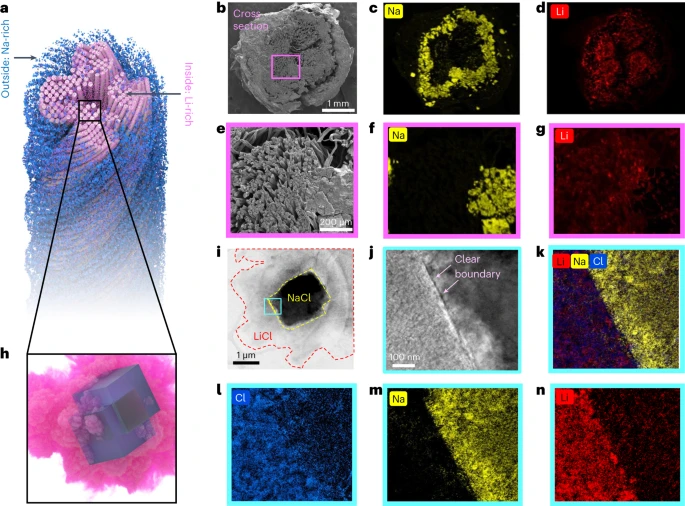 a
Outside: Na-rich
Inside: Li-rich
b
Cross
section
1 mm
c
Na
d
Li
e
200 μm
f
Na
g
Li
h
i
NaCl
LiCl
1 μm
j
Clear
boundary
100 nm
k
Li
Na
Cl
l
Cl
m
Na
n
Li